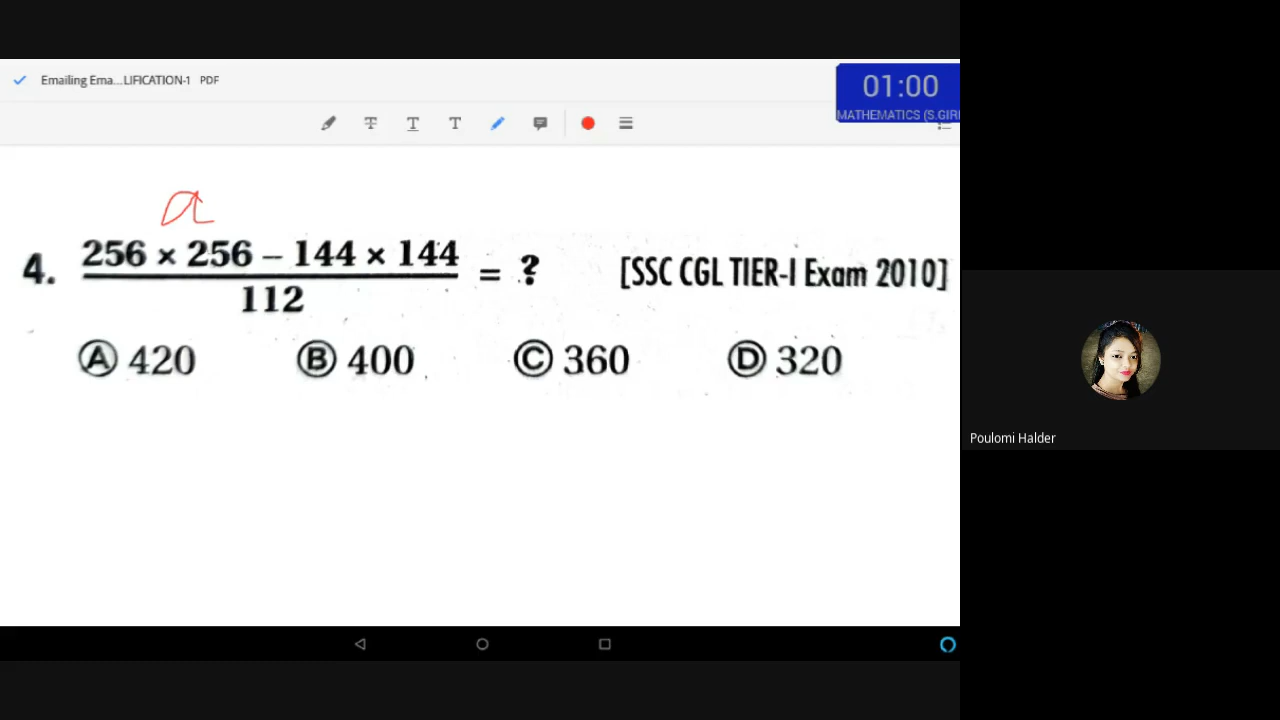 Emailing Ema...LIFICATION-1 PDF
01:00
MATHEMATICS (S.GIRI
T T T
a
4. 256 × 256 – 144 × 144
112
= ? [SSC CGL TIER-I Exam 2010]
Ⓐ 420 Ⓑ 400 Ⓒ 360 Ⓓ 320
Poulomi Halder